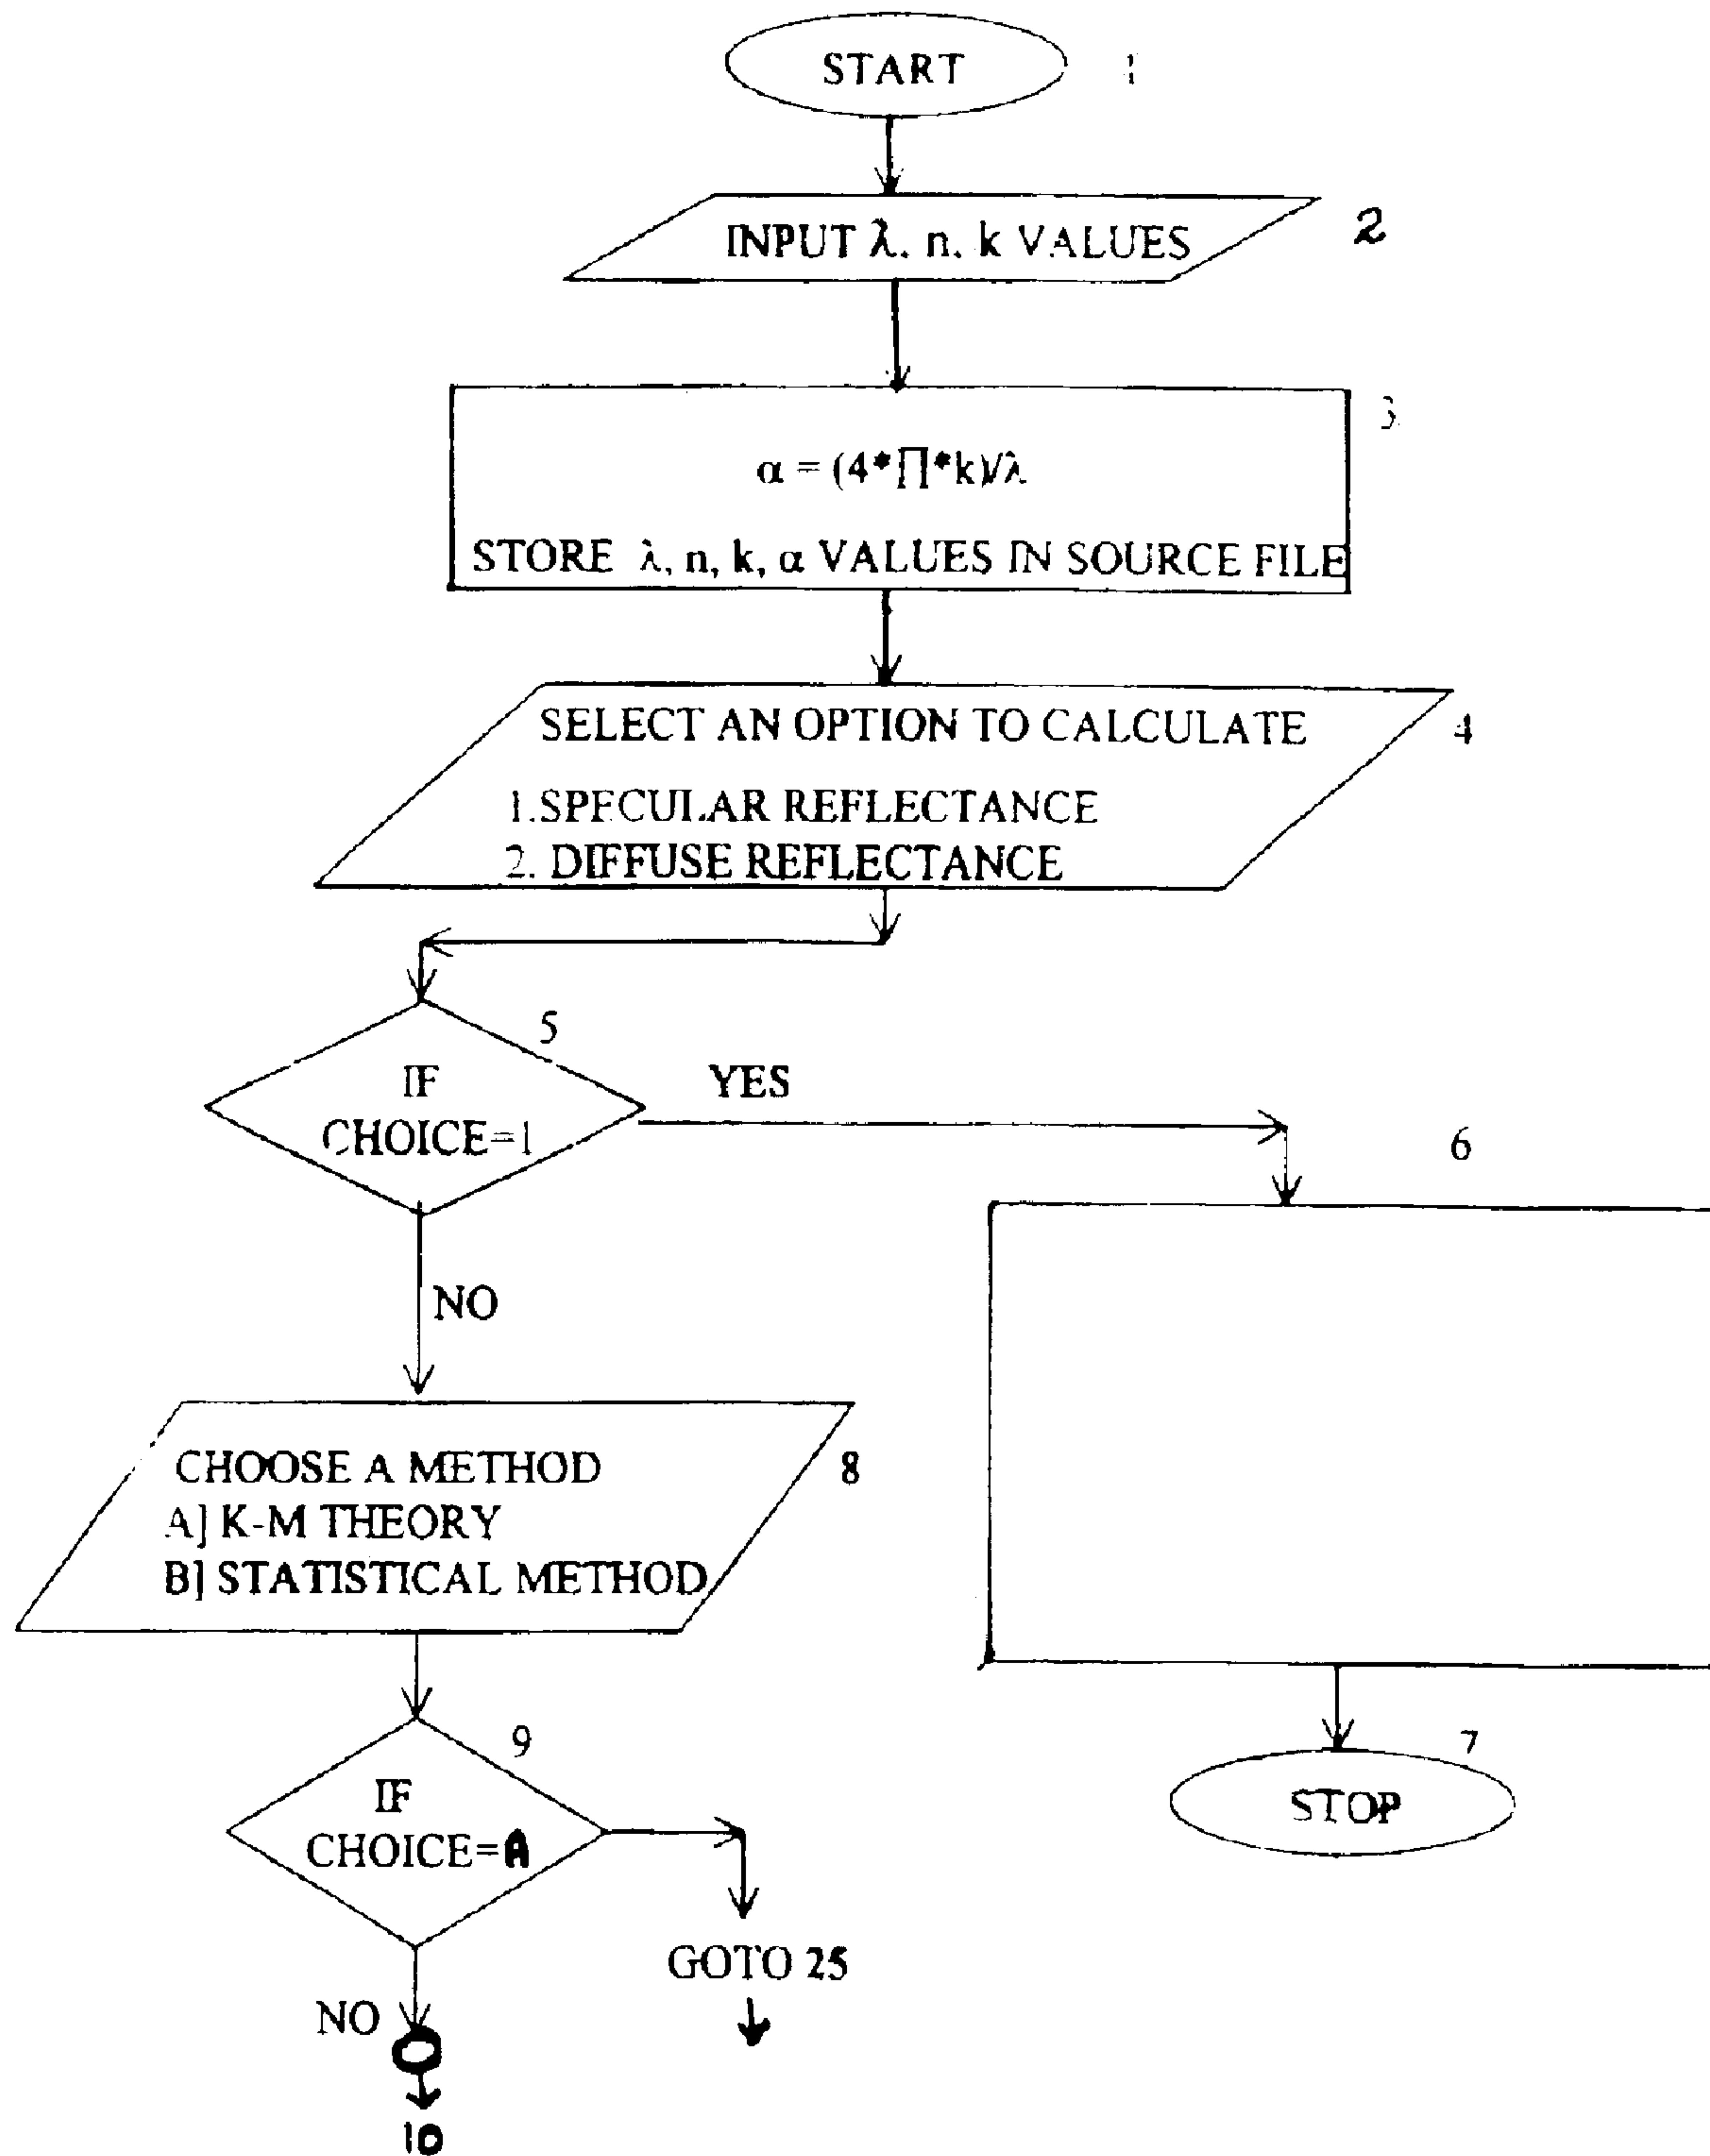 START 1
INPUT λ, n, k VALUES 2
3
α = (4*∏*k)/λ
STORE λ, n, k, α VALUES IN SOURCE FILE
SELECT AN OPTION TO CALCULATE 4
1.SPECULAR REFLECTANCE
2. DIFFUSE REFLECTANCE
5
IF
CHOICE=1
YES
6
NO
CHOOSE A METHOD 8
A] K-M THEORY
B] STATISTICAL METHOD
9
IF
CHOICE=A
7
STOP
GOTO 25
NO
10